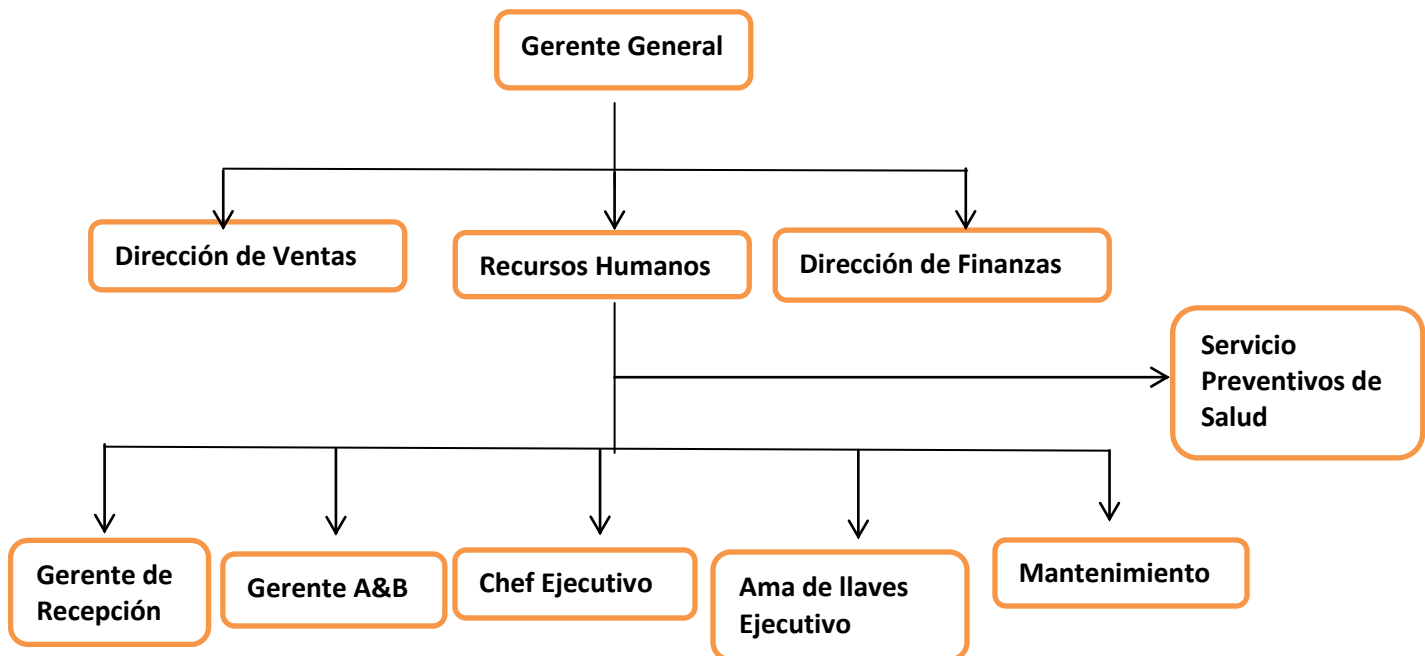 Gerente General
Dirección de Ventas
Recursos Humanos
Dirección de Finanzas
Servicio
Preventivos de
Salud
Gerente de
Recepción
Gerente A&B
Chef Ejecutivo
Ama de llaves
Ejecutivo
Mantenimiento